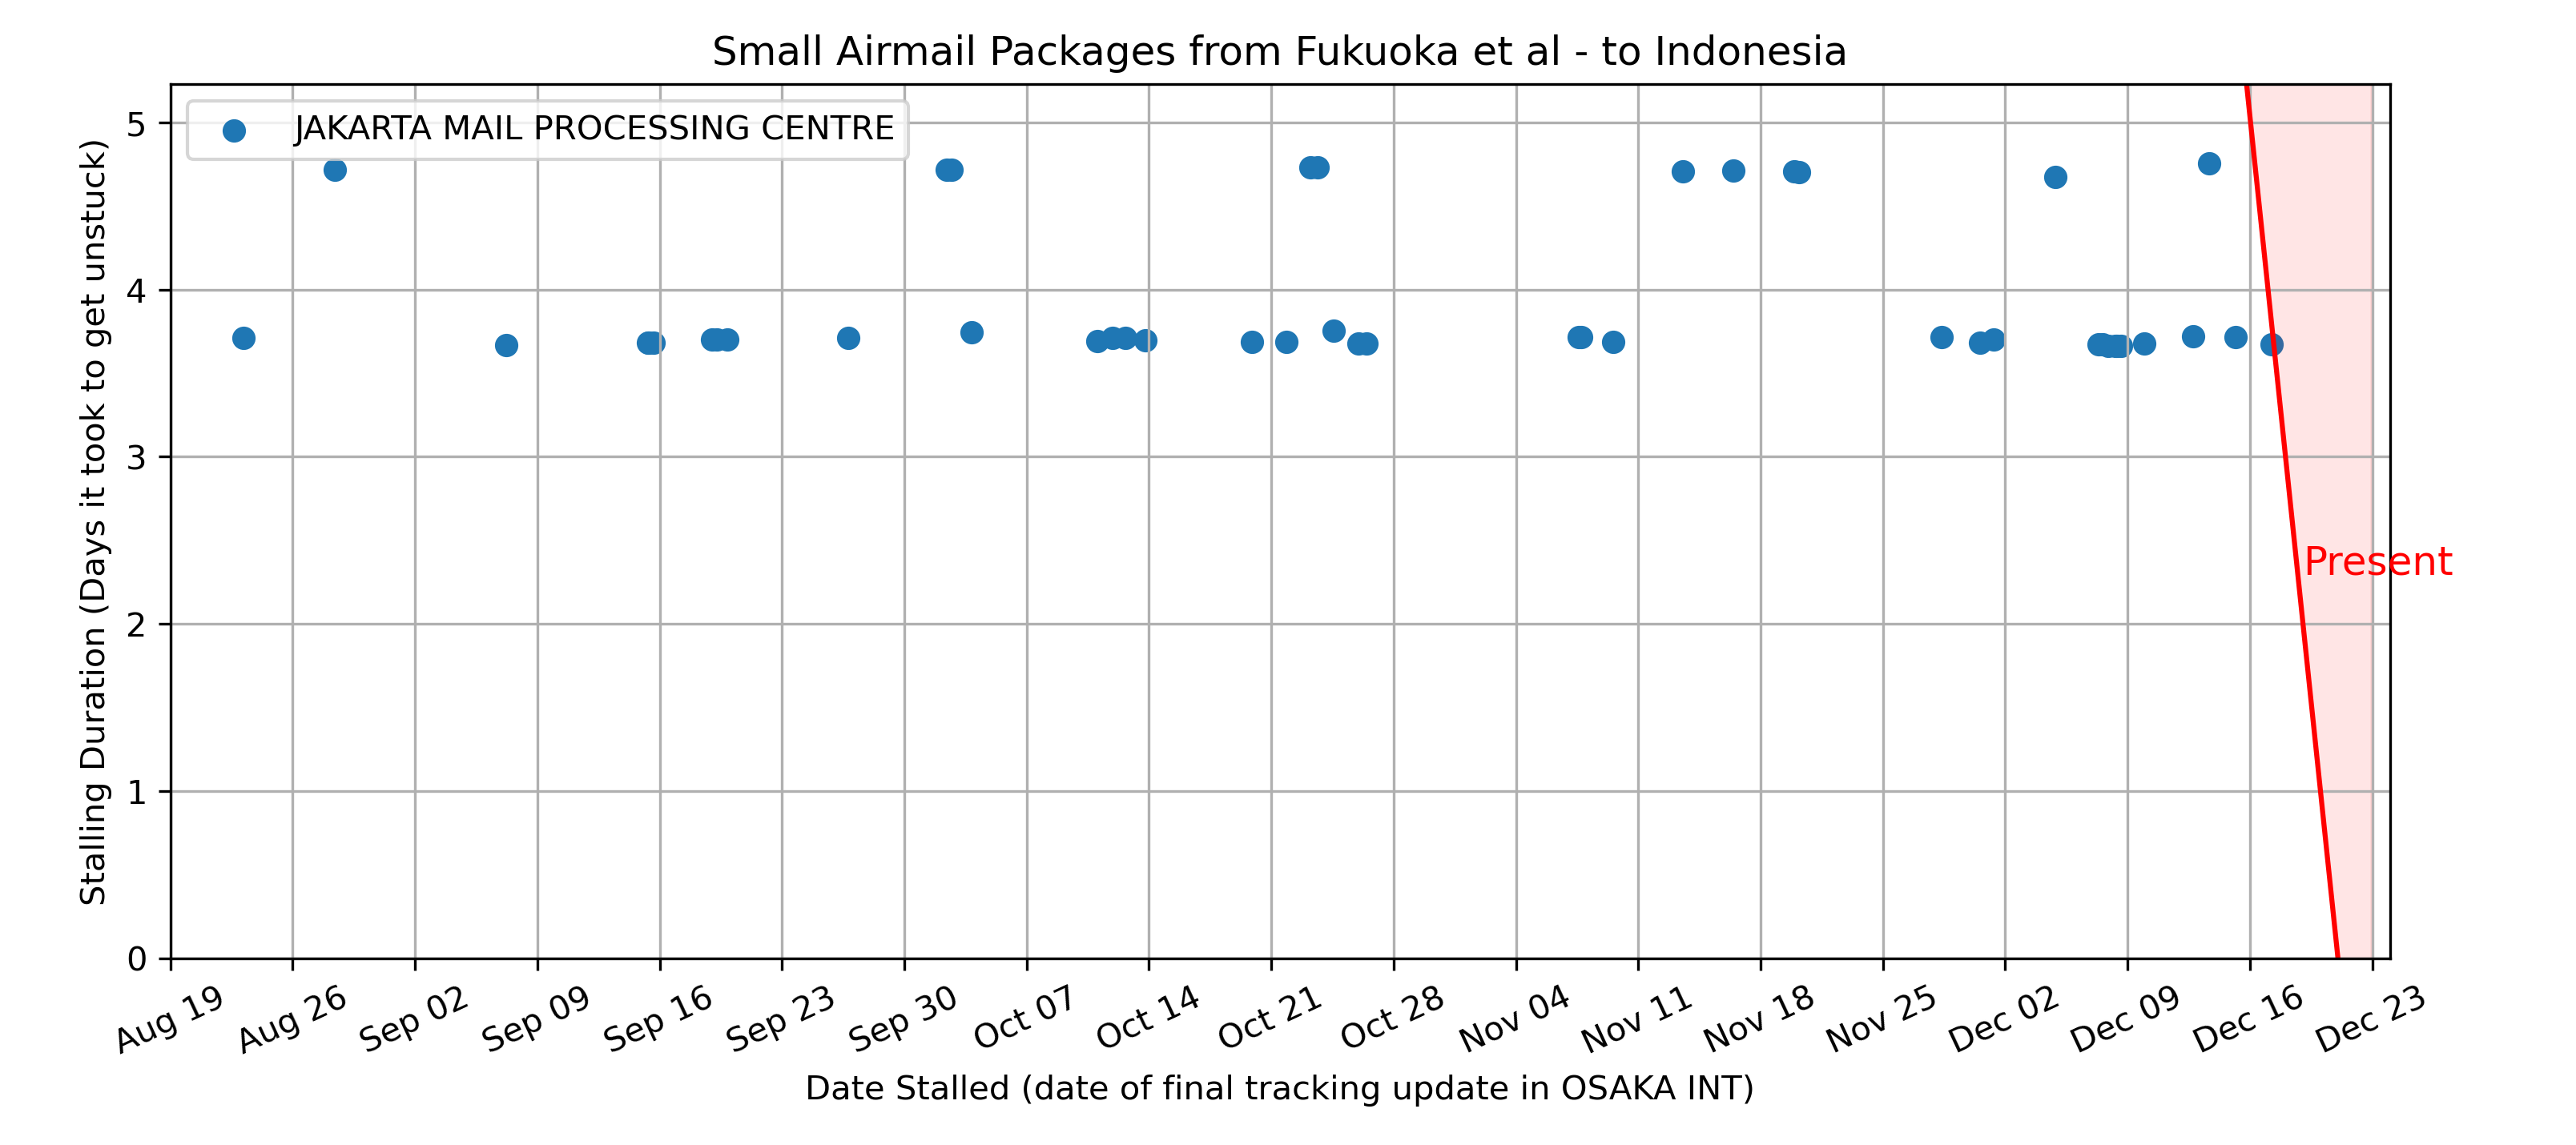 Small Airmail Packages from Fukuoka et al - to Indonesia
JAKARTA MAIL PROCESSING CENTRE
Stalling Duration (Days it took to get unstuck)
5
4
3
2
1
0
Present
Aug 19 Aug 26 Sep 02 Sep 09 Sep 16 Sep 23 Sep 30 Oct 07 Oct 14 Oct 21 Oct 28 Nov 04 Nov 11 Nov 18 Nov 25 Dec 02 Dec 09 Dec 16 Dec 23
Date Stalled (date of final tracking update in OSAKA INT)